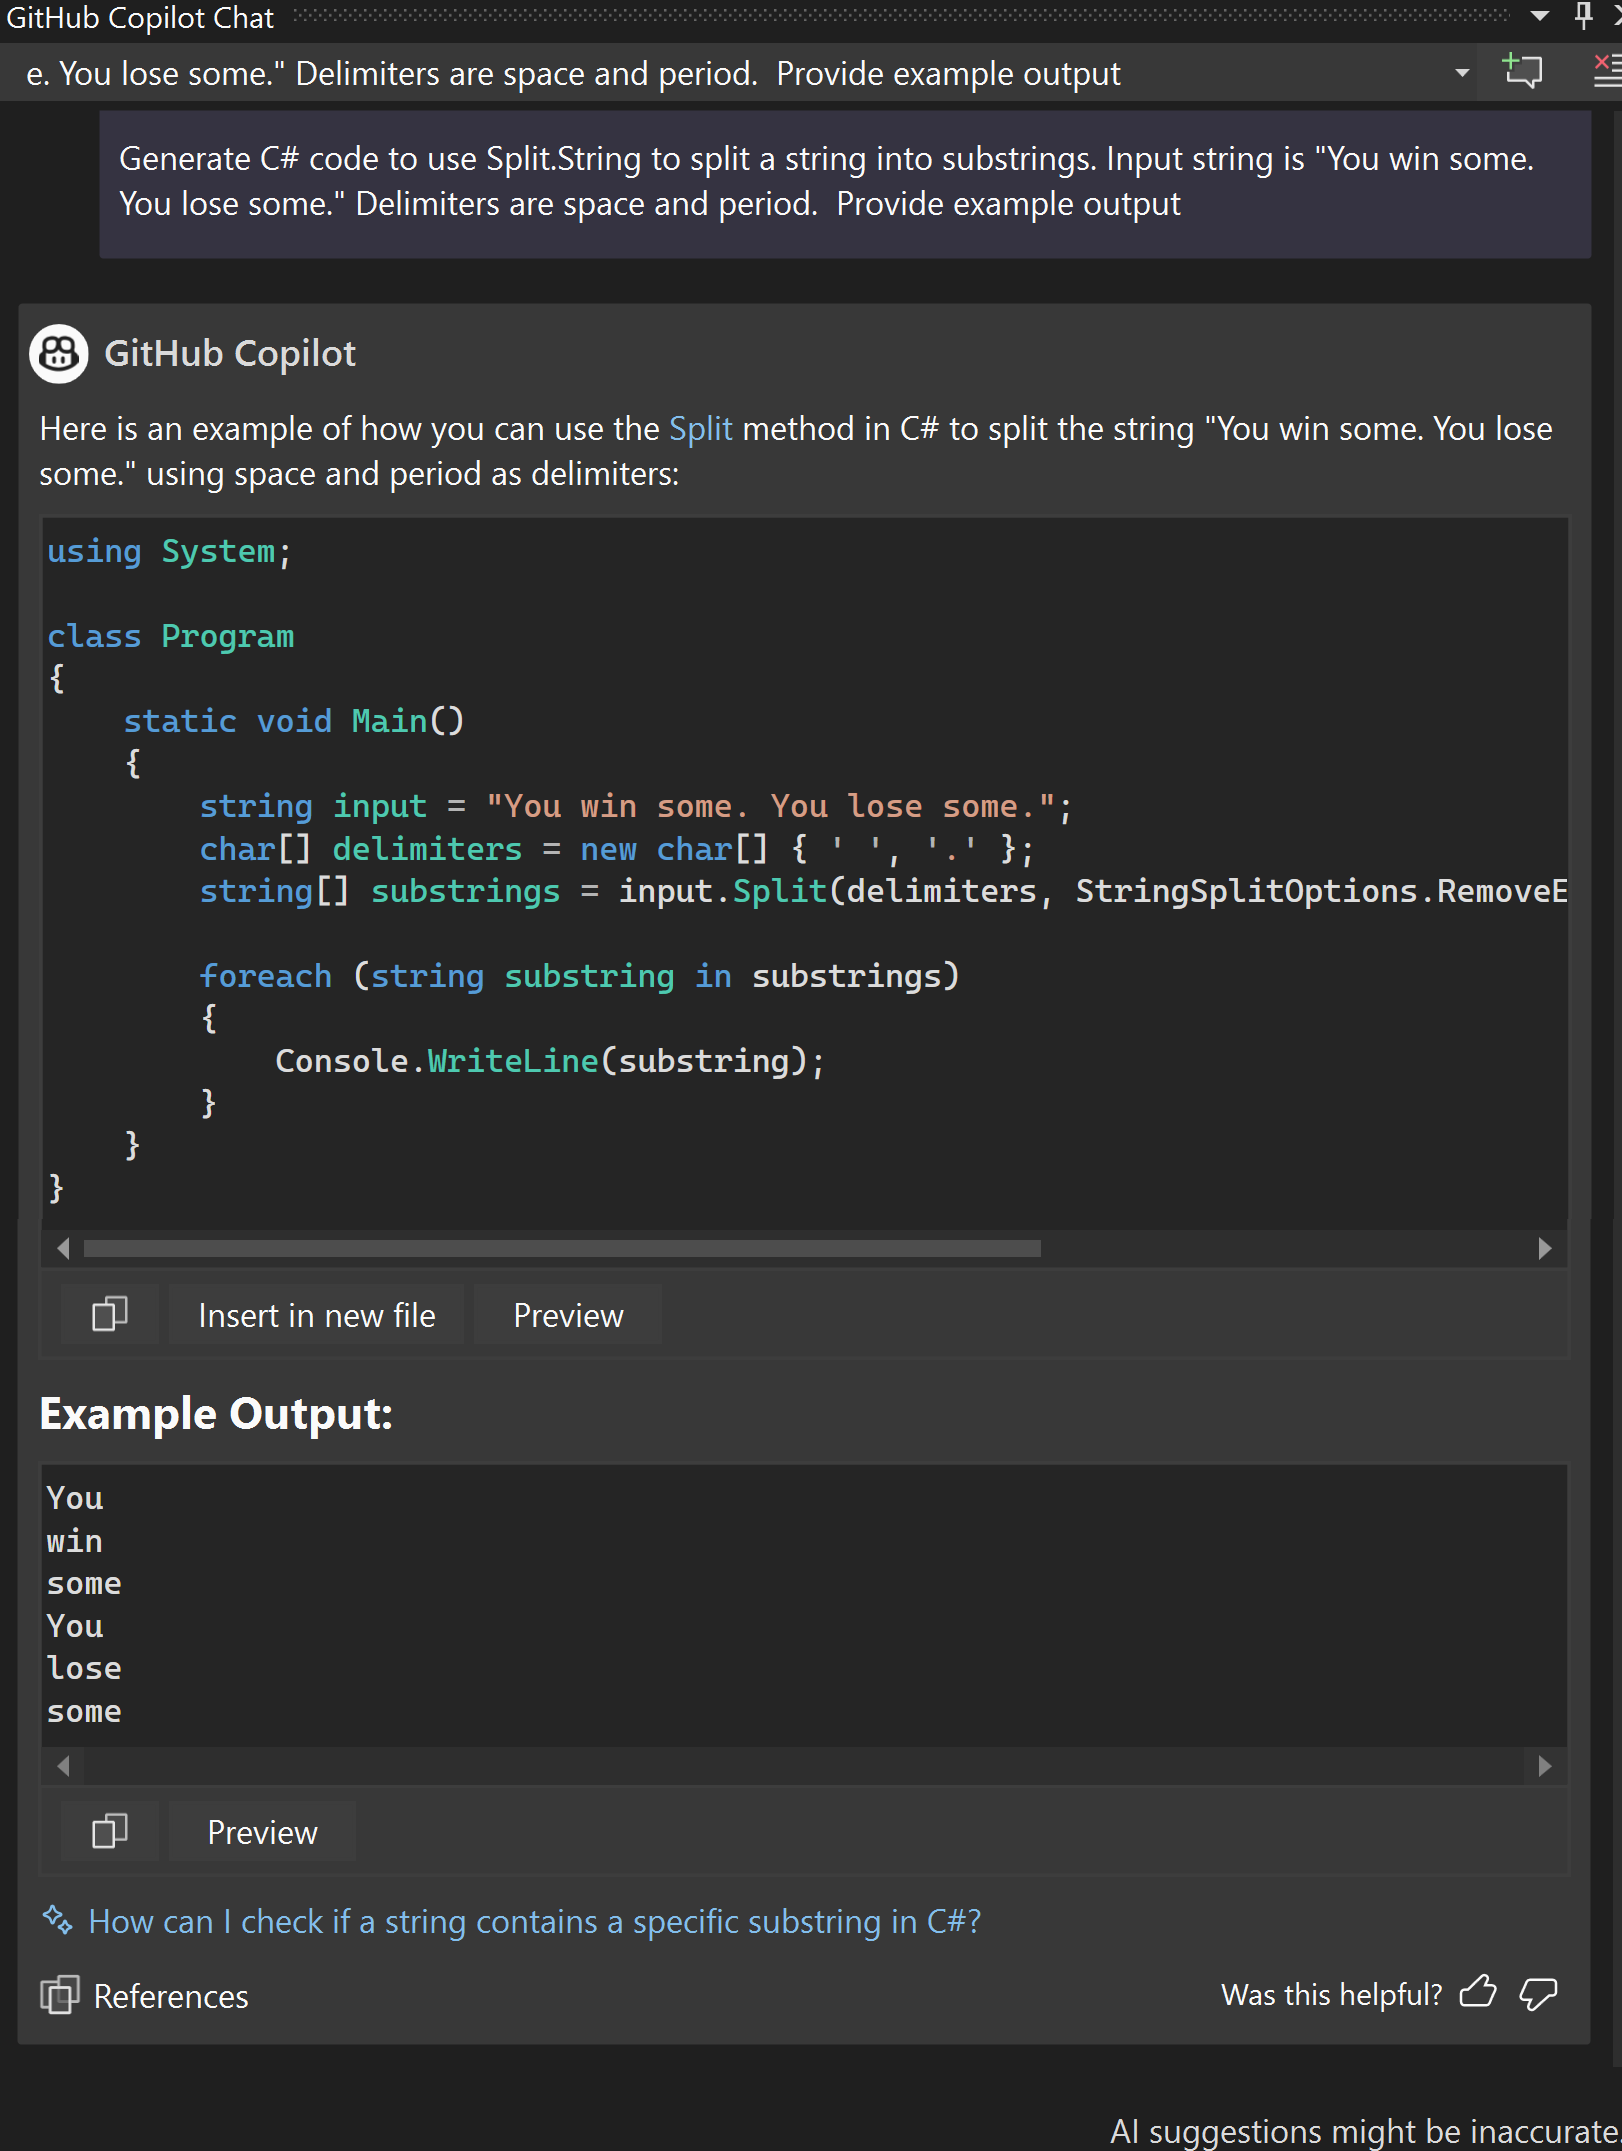 GitHub Copilot Chat
e. You lose some." Delimiters are space and period.  Provide example output
Generate C# code to use Split.String to split a string into substrings. Input string is "You win some.
You lose some." Delimiters are space and period.  Provide example output
GitHub Copilot
Here is an example of how you can use the Split method in C# to split the string "You win some. You lose
some." using space and period as delimiters:
using System;
class Program
{
    static void Main()
    {
        string input = "You win some. You lose some.";
        char[] delimiters = new char[] { ' ', '.' };
        string[] substrings = input.Split(delimiters, StringSplitOptions.RemoveE
        foreach (string substring in substrings)
        {
            Console.WriteLine(substring);
        }
    }
}
Insert in new file Preview
Example Output:
You
win
some
You
lose
some
Preview
How can I check if a string contains a specific substring in C#?
References Was this helpful?
AI suggestions might be inaccurate